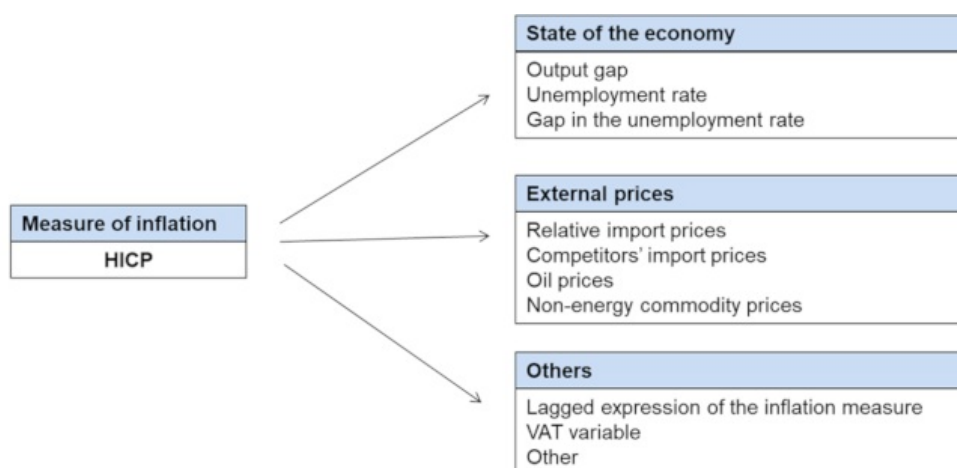 Measure of inflation
HICP
State of the economy
Output gap
Unemployment rate
Gap in the unemployment rate
External prices
Relative import prices
Competitors' import prices
Oil prices
Non-energy commodity prices
Others
Lagged expression of the inflation measure
VAT variable
Other